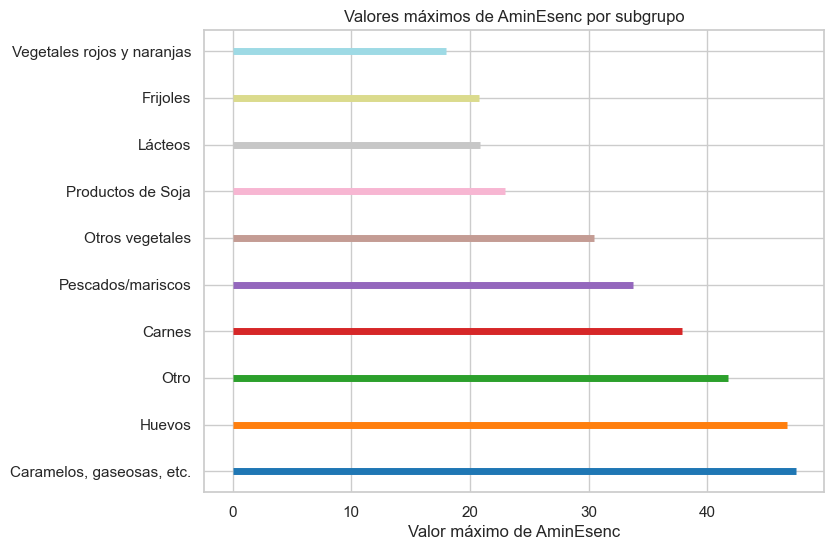 Valores máximos de AminEsenc por subgrupo
Vegetales rojos y naranjas
Frijoles
Lácteos
Productos de Soja
Otros vegetales
Pescados/mariscos
Carnes
Otro
Huevos
Caramelos, gaseosas, etc.
0 10 20 30 40
Valor máximo de AminEsenc